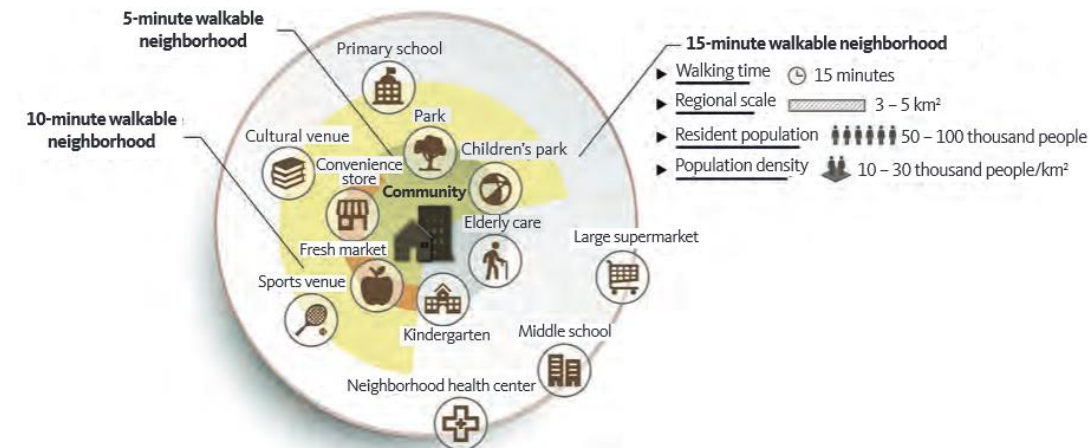 5-minute walkable
neighborhood
Primary school
15-minute walkable neighborhood
Walking time
15 minutes
Regional scale
3 – 5 km²
Resident population
50 – 100 thousand people
Population density
10 – 30 thousand people/km²
10-minute walkable
neighborhood
Park
Cultural venue
Children's park
Convenience
store
Community
Elderly care
Large supermarket
Fresh market
Sports venue
Kindergarten
Middle school
Neighborhood health center